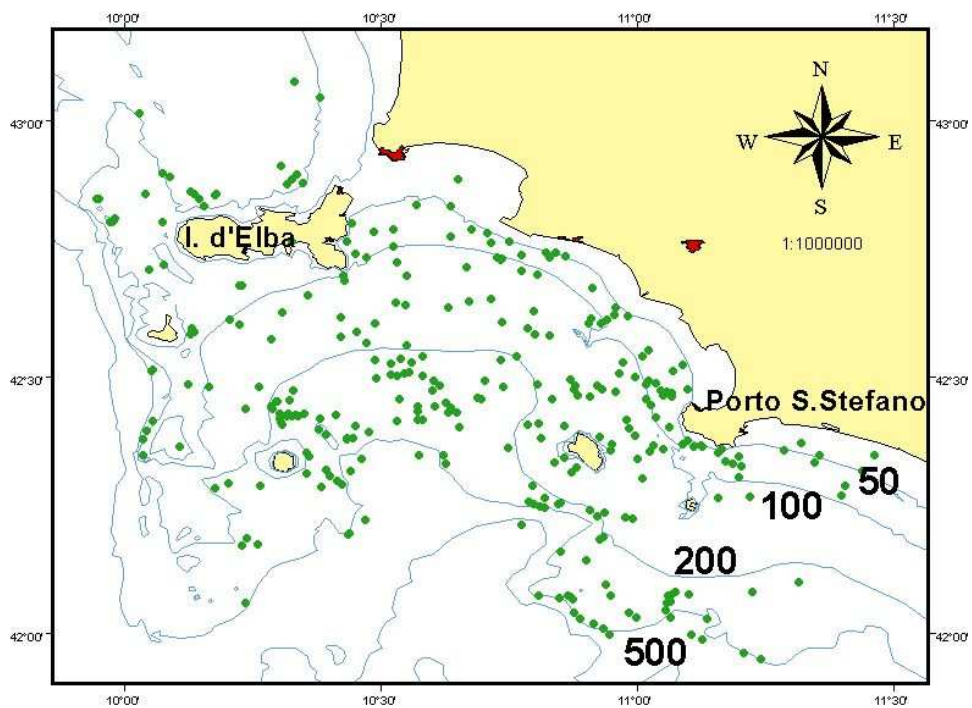 10°00' 10°30' 11°00' 11°30'
43°00' 43°00'
N
W E
S
1:1000000
I. d'Elba
42°30' 42°30'
Porto S.Stefano
50
100
200
500
42°00' 42°00'
10°00' 10°30' 11°00' 11°30'